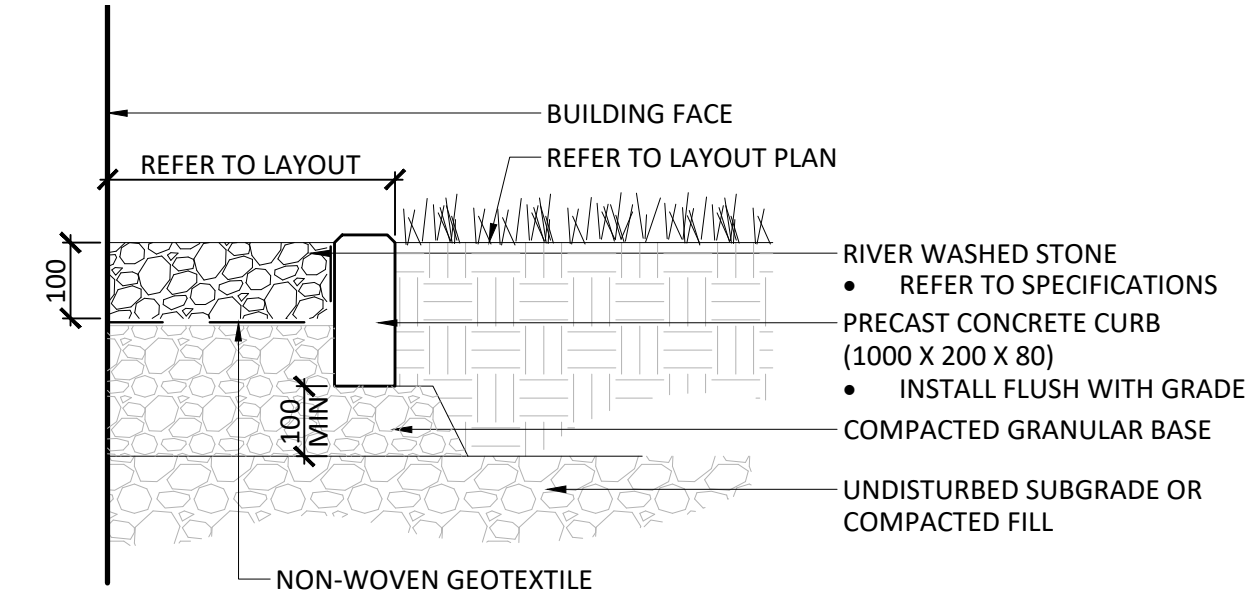 BUILDING FACE
REFER TO LAYOUT PLAN
REFER TO LAYOUT
100
RIVER WASHED STONE
• REFER TO SPECIFICATIONS
PRECAST CONCRETE CURB
(1000 X 200 X 80)
• INSTALL FLUSH WITH GRADE
100
MIN
COMPACTED GRANULAR BASE
UNDISTURBED SUBGRADE OR
COMPACTED FILL
NON-WOVEN GEOTEXTILE